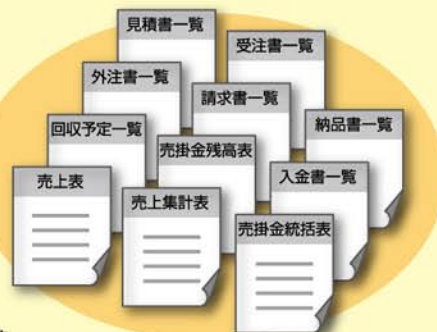 見積書一覧
受注書一覧
外注書一覧
請求書一覧
回収予定一覧
売掛金残高表
納品書一覧
売上表
売上集計表
入金書一覧
売掛金統括表